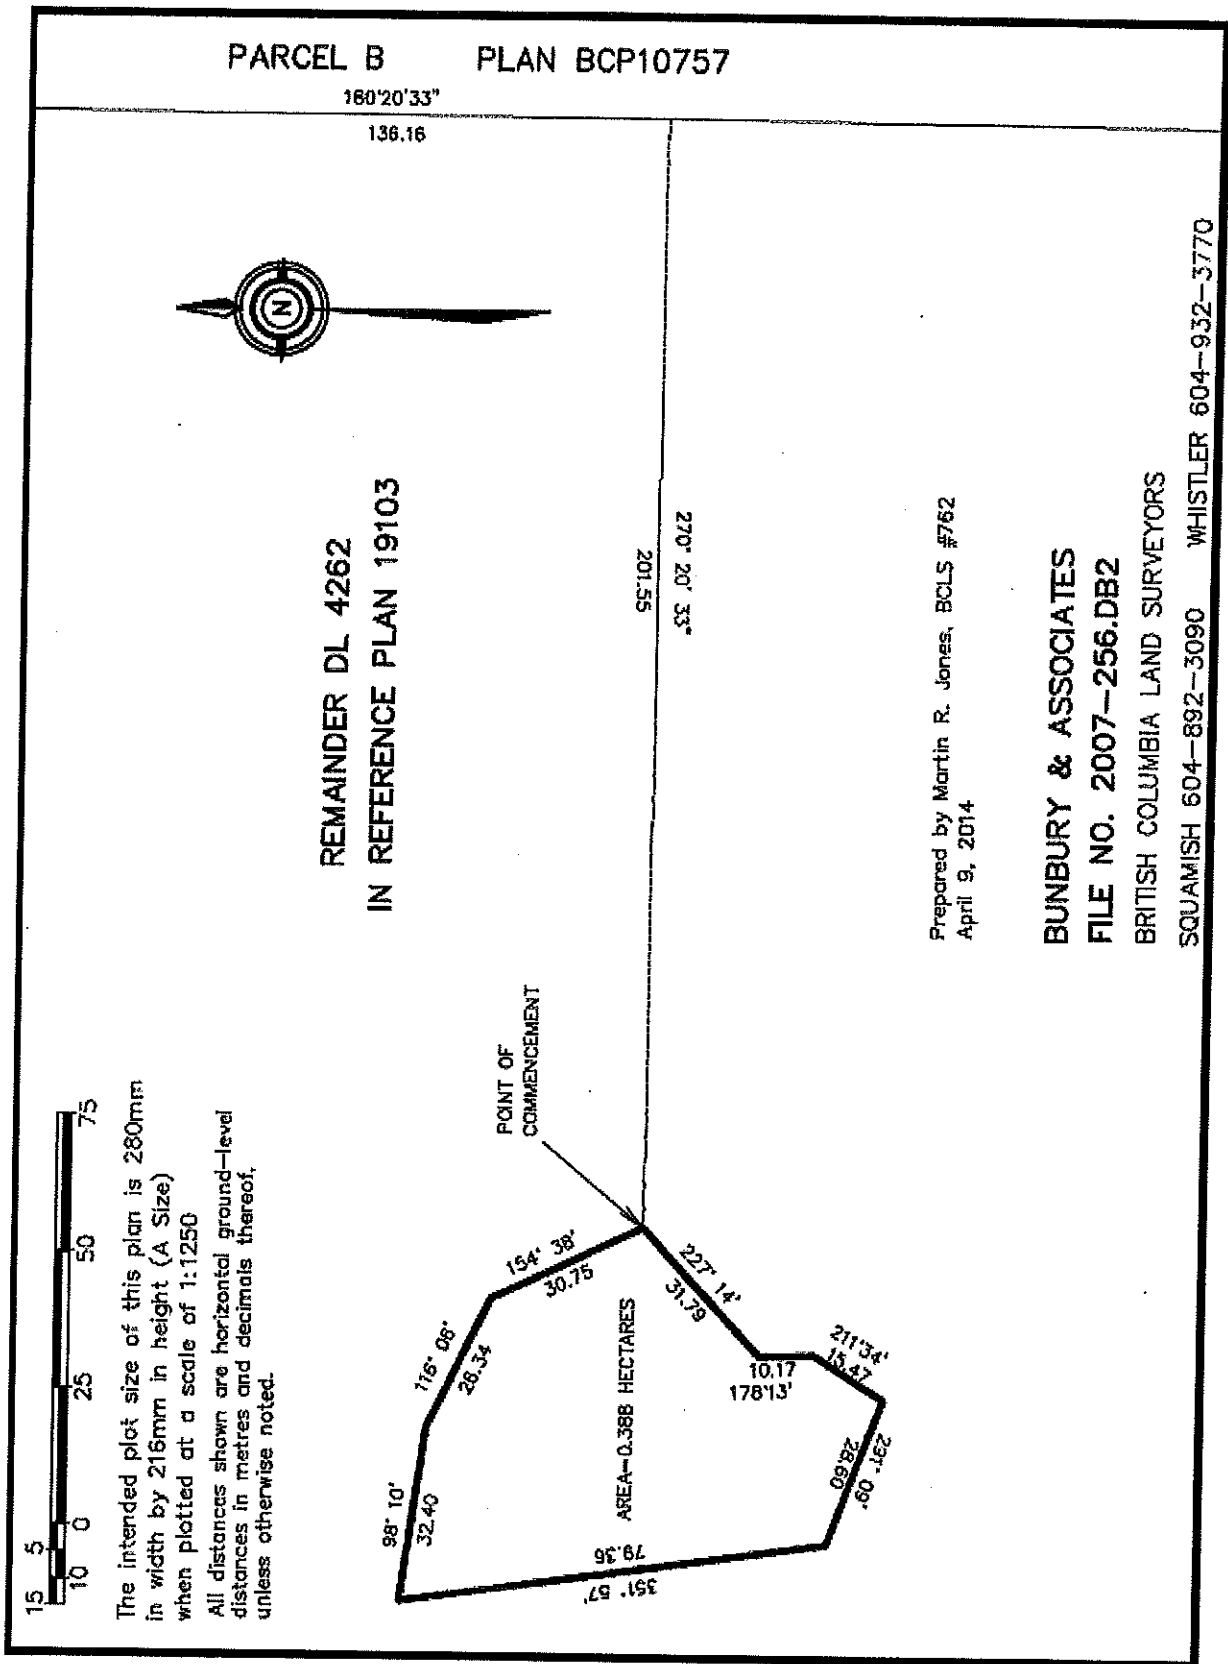 PARCEL B PLAN BCP10757
180°20'33"
136.16
N
REMAINDER DL 4262
IN REFERENCE PLAN 19103
201.55
270° 20' 33"
15 5 25 50 75
10 0
The intended plot size of this plan is 280mm
in width by 216mm in height (A Size)
when plotted at a scale of 1:1250
All distances shown are horizontal ground-level
distances in metres and decimals thereof,
unless otherwise noted.
POINT OF
COMMENCEMENT
154° 38'
30.75
116° 06'
26.34
98° 10'
32.40
AREA=0.388 HECTARES
227° 14'
31.79
10.17
178°13'
211°34'
15.47
28.60
291° 09'
79.36
351° 57'
Prepared by Martin R. Jones, BCLS #762
April 9, 2014
BUNBURY & ASSOCIATES
FILE NO. 2007-256.DB2
BRITISH COLUMBIA LAND SURVEYORS
SQUAMISH 604-892-3090 WHISTLER 604-932-3770